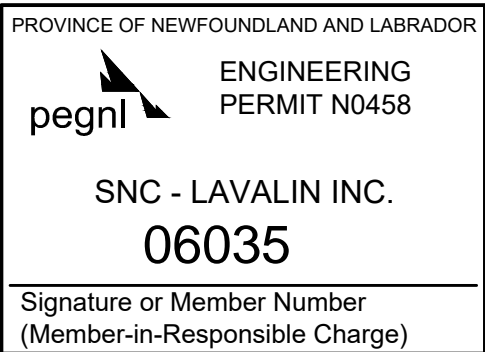 PROVINCE OF NEWFOUNDLAND AND LABRADOR
pegnl
ENGINEERING
PERMIT N0458
SNC - LAVALIN INC.
06035
Signature or Member Number
(Member-in-Responsible Charge)